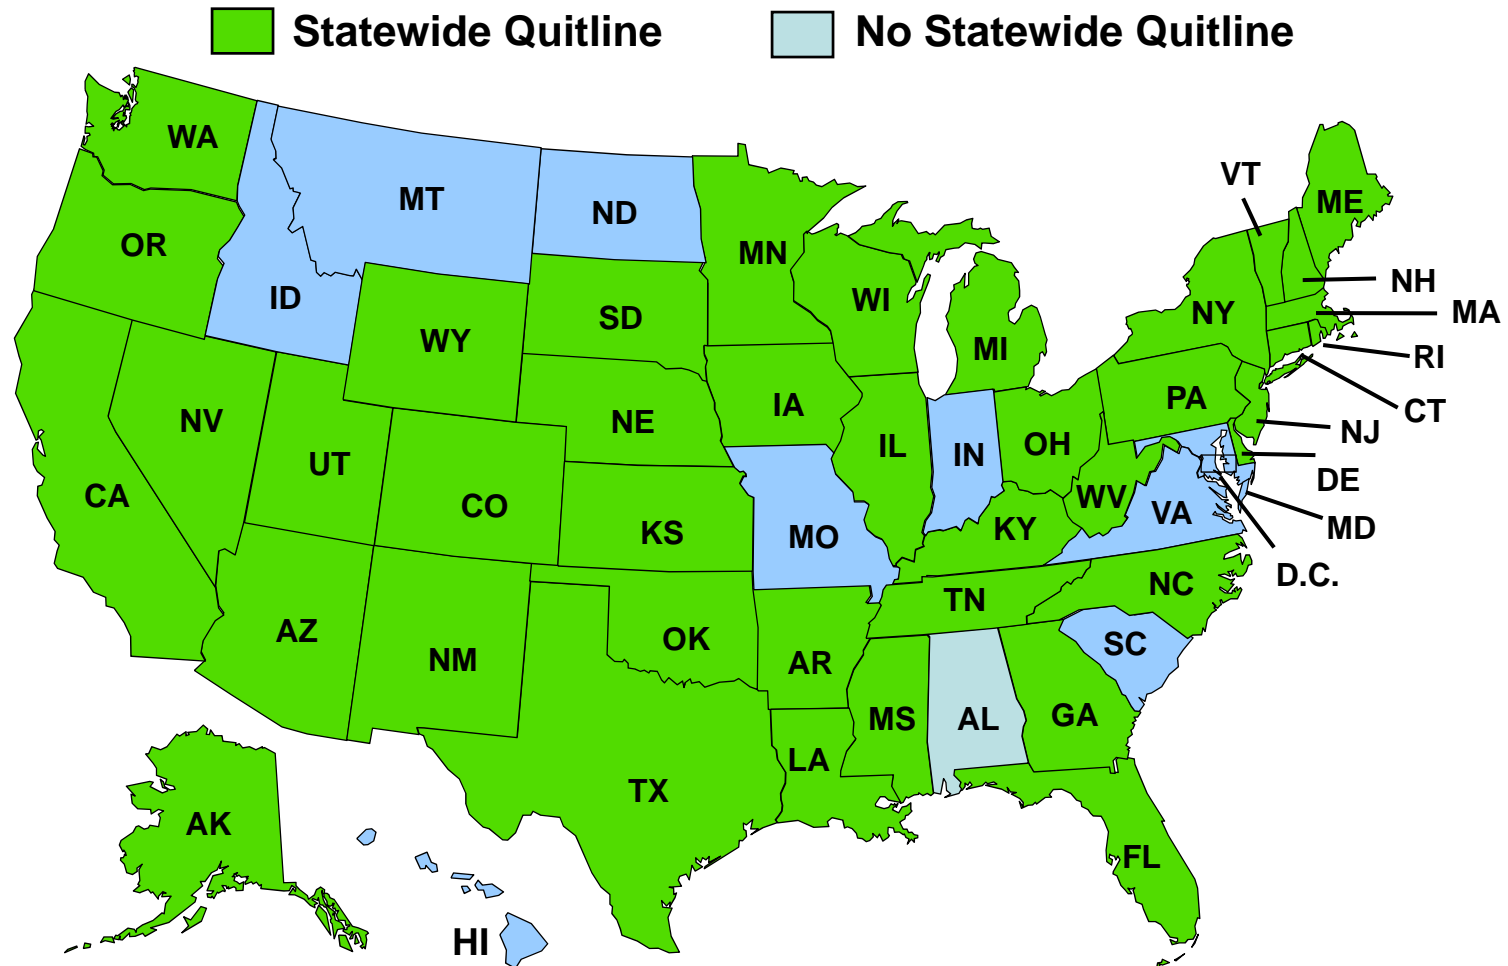 Statewide Quitline
No Statewide Quitline
WA
MT
ND
MN
VT
ME
OR
ID
WY
SD
WI
MI
NY
NH
MA
RI
CT
NJ
DE
MD
D.C.
NV
UT
CA
CO
NE
IA
IL
IN
OH
PA
KS
MO
KY
WV
VA
AZ
NM
OK
AR
TN
NC
SC
MS
AL
GA
LA
TX
FL
AK
HI